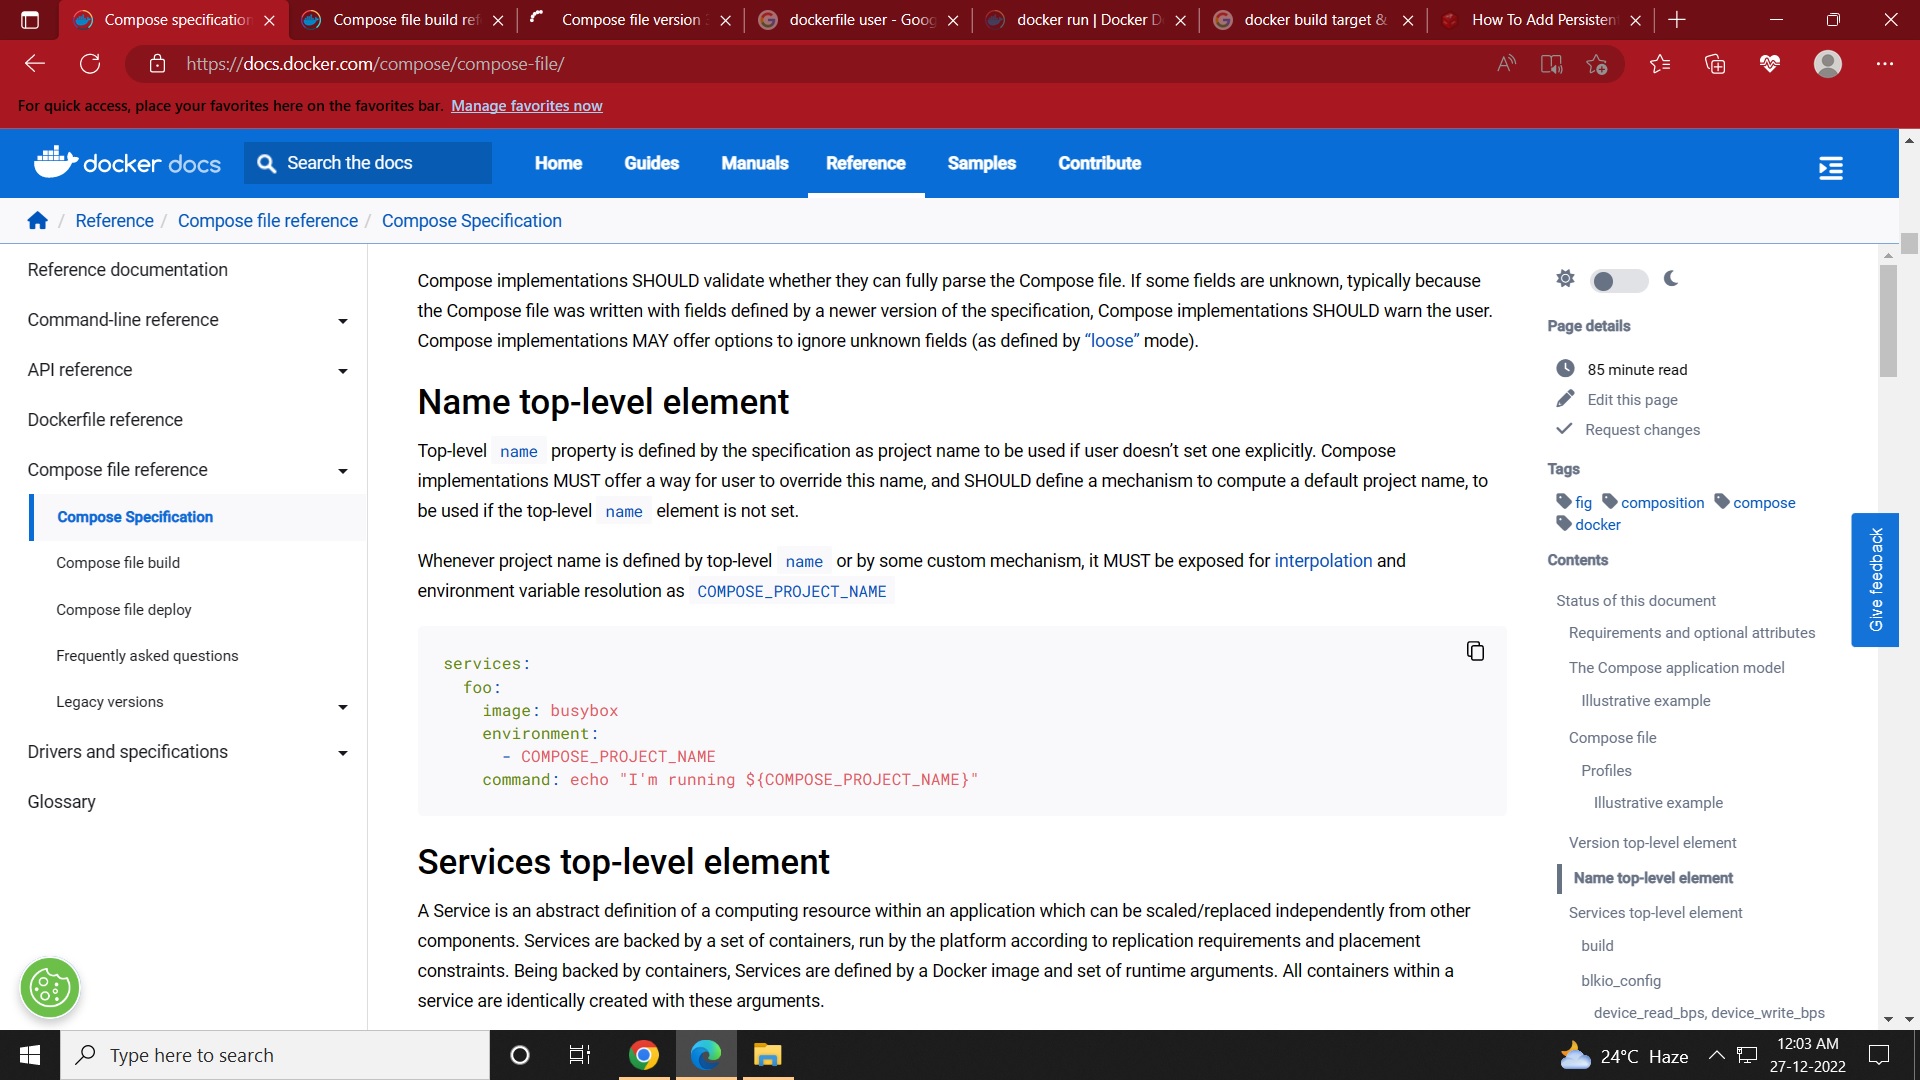 Compose specification
Compose file build ref
Compose file version
dockerfile user - Goog
docker run | Docker D
docker build target &
How To Add Persisten
https://docs.docker.com/compose/compose-file/
For quick access, place your favorites here on the favorites bar. Manage favorites now
docker docs
Search the docs
Home
Guides
Manuals
Reference
Samples
Contribute
/ Reference / Compose file reference / Compose Specification
Reference documentation
Command-line reference
API reference
Dockerfile reference
Compose file reference
Compose Specification
Compose file build
Compose file deploy
Frequently asked questions
Legacy versions
Drivers and specifications
Glossary
Compose implementations SHOULD validate whether they can fully parse the Compose file. If some fields are unknown, typically because
the Compose file was written with fields defined by a newer version of the specification, Compose implementations SHOULD warn the user.
Compose implementations MAY offer options to ignore unknown fields (as defined by “loose” mode).
Name top-level element
Top-level name property is defined by the specification as project name to be used if user doesn’t set one explicitly. Compose
implementations MUST offer a way for user to override this name, and SHOULD define a mechanism to compute a default project name, to
be used if the top-level name element is not set.
Whenever project name is defined by top-level name or by some custom mechanism, it MUST be exposed for interpolation and
environment variable resolution as COMPOSE_PROJECT_NAME
services:
foo:
image: busybox
environment:
- COMPOSE_PROJECT_NAME
command: echo "I'm running ${COMPOSE_PROJECT_NAME}"
Services top-level element
A Service is an abstract definition of a computing resource within an application which can be scaled/replaced independently from other
components. Services are backed by a set of containers, run by the platform according to replication requirements and placement
constraints. Being backed by containers, Services are defined by a Docker image and set of runtime arguments. All containers within a
service are identically created with these arguments.
Page details
85 minute read
Edit this page
Request changes
Tags
fig composition compose
docker
Contents
Status of this document
Requirements and optional attributes
The Compose application model
Illustrative example
Compose file
Profiles
Illustrative example
Version top-level element
Name top-level element
Services top-level element
build
blkio_config
device_read_bps, device_write_bps
Give feedback
Type here to search
24°C Haze
12:03 AM
27-12-2022